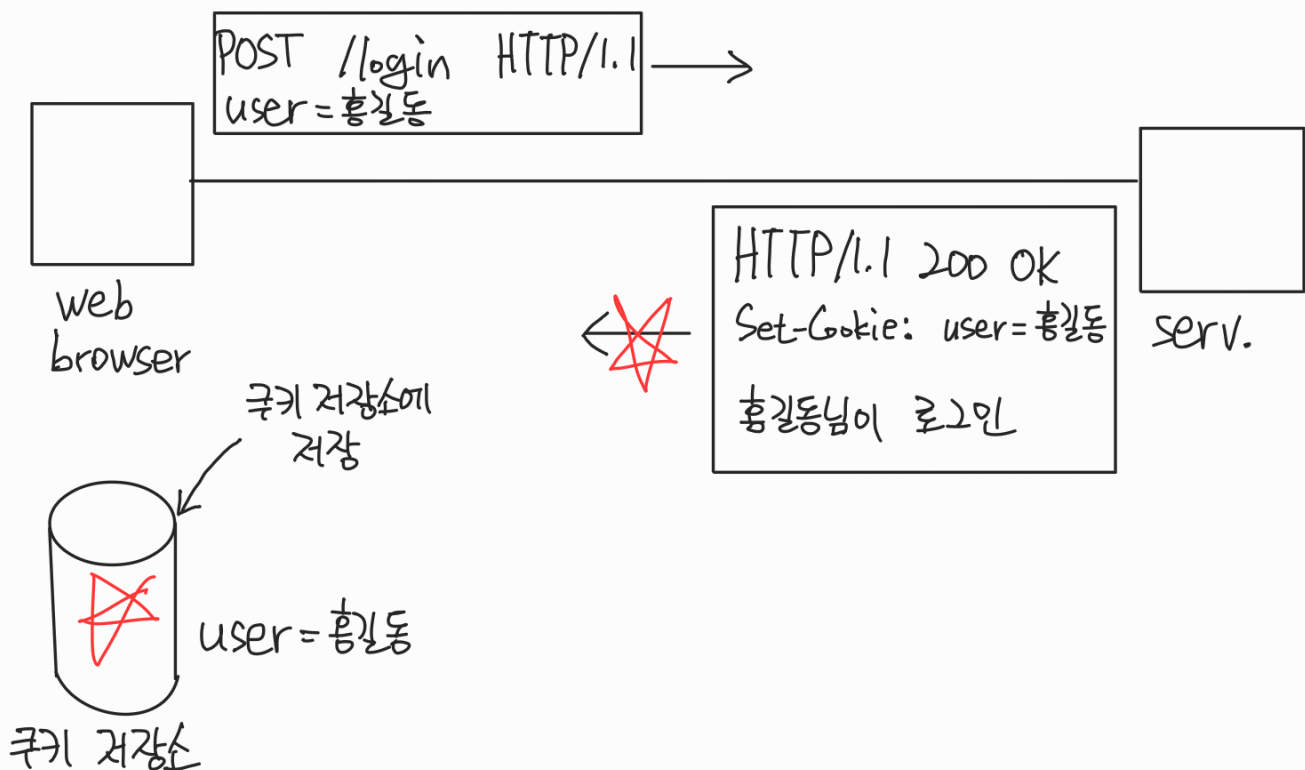 POST /login HTTP/1.1
user=홍길동
web
browser
HTTP/1.1 200 OK
Set-Cookie: user=홍길동
홍길동님이 로그인
serv.
쿠키 저장소에
저장
user=홍길동
쿠키 저장소